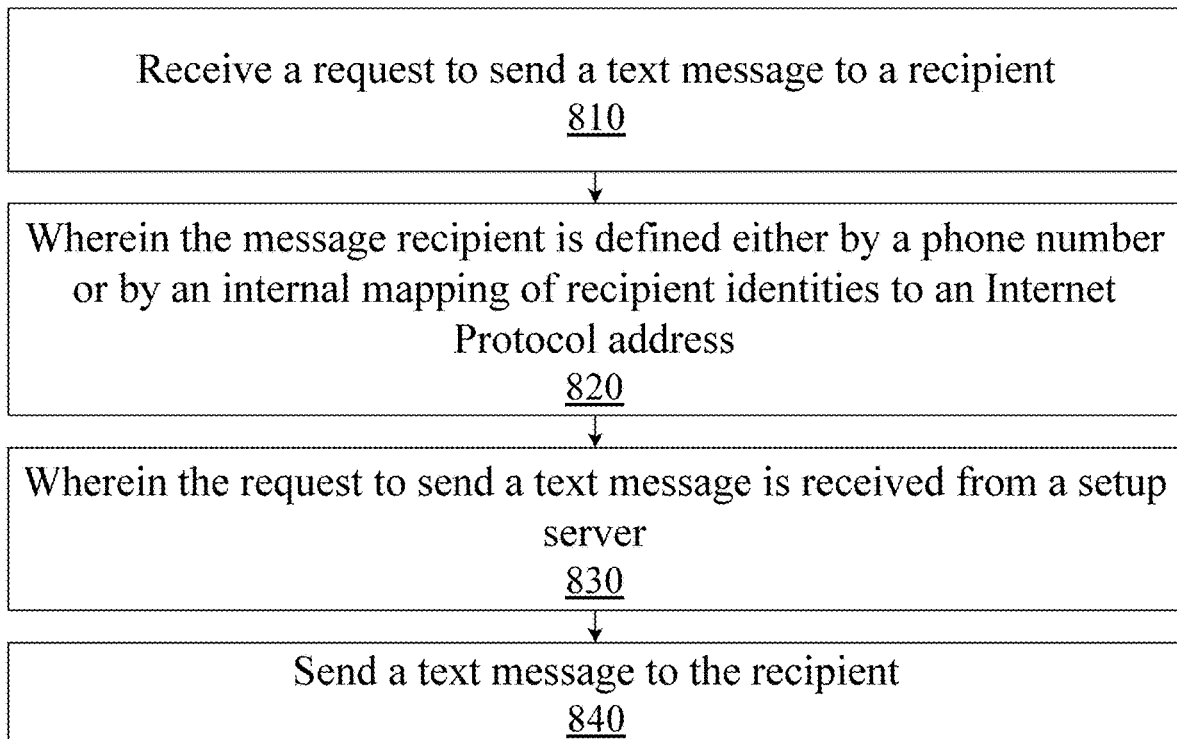 Receive a request to send a text message to a recipient
810
Wherein the message recipient is defined either by a phone number
or by an internal mapping of recipient identities to an Internet
Protocol address
820
Wherein the request to send a text message is received from a setup
server
830
Send a text message to the recipient
840